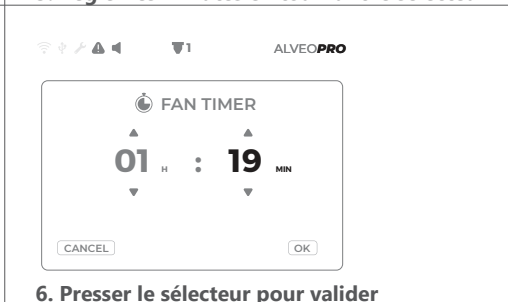 1 ALVEOPRO
FAN TIMER
01 H : 19 MIN
CANCEL OK
6. Presser le sélecteur pour valider